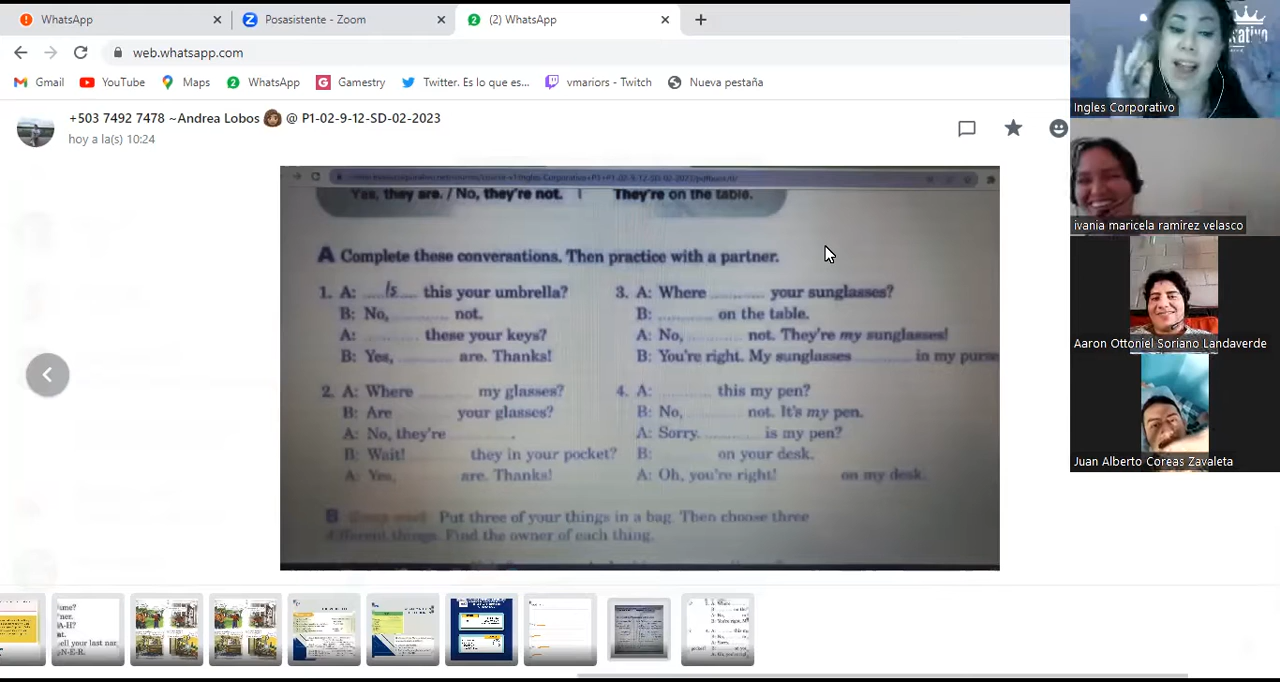 WhatsApp
Posasistente - Zoom
(2) WhatsApp
web.whatsapp.com
Gmail
YouTube
Maps
WhatsApp
Gamestry
Twitter. Es lo que es...
vmariors - Twitch
Nueva pestaña
+503 7492 7478 ~Andrea Lobos @ P1-02-9-12-SD-02-2023
hoy a la(s) 10:24
Yes, they are. / No, they're not.
They're on the table.
A Complete these conversations. Then practice with a partner.
1. A: ....Is.... this your umbrella?
B: No, .......... not.
A: .......... these your keys?
B: Yes, .......... are. Thanks!
2. A: Where .......... my glasses?
B: Are .......... your glasses?
A: No, they're .......... .
B: Wait! .......... they in your pocket?
A: Yes, .......... are. Thanks!
3. A: Where .......... your sunglasses?
B: .......... on the table.
A: No, .......... not. They're my sunglasses!
B: You're right. My sunglasses .......... in my purse
4. A: .......... this my pen?
B: No, .......... not. It's my pen.
A: Sorry. .......... is my pen?
B: .......... on your desk.
A: Oh, you're right! .......... on my desk.
B Put three of your things in a bag. Then choose three
different things. Find the owner of each thing.
Ingles Corporativo
ivania maricela ramirez velasco
Aaron Ottoniel Soriano Landaverde
Juan Alberto Coreas Zavaleta